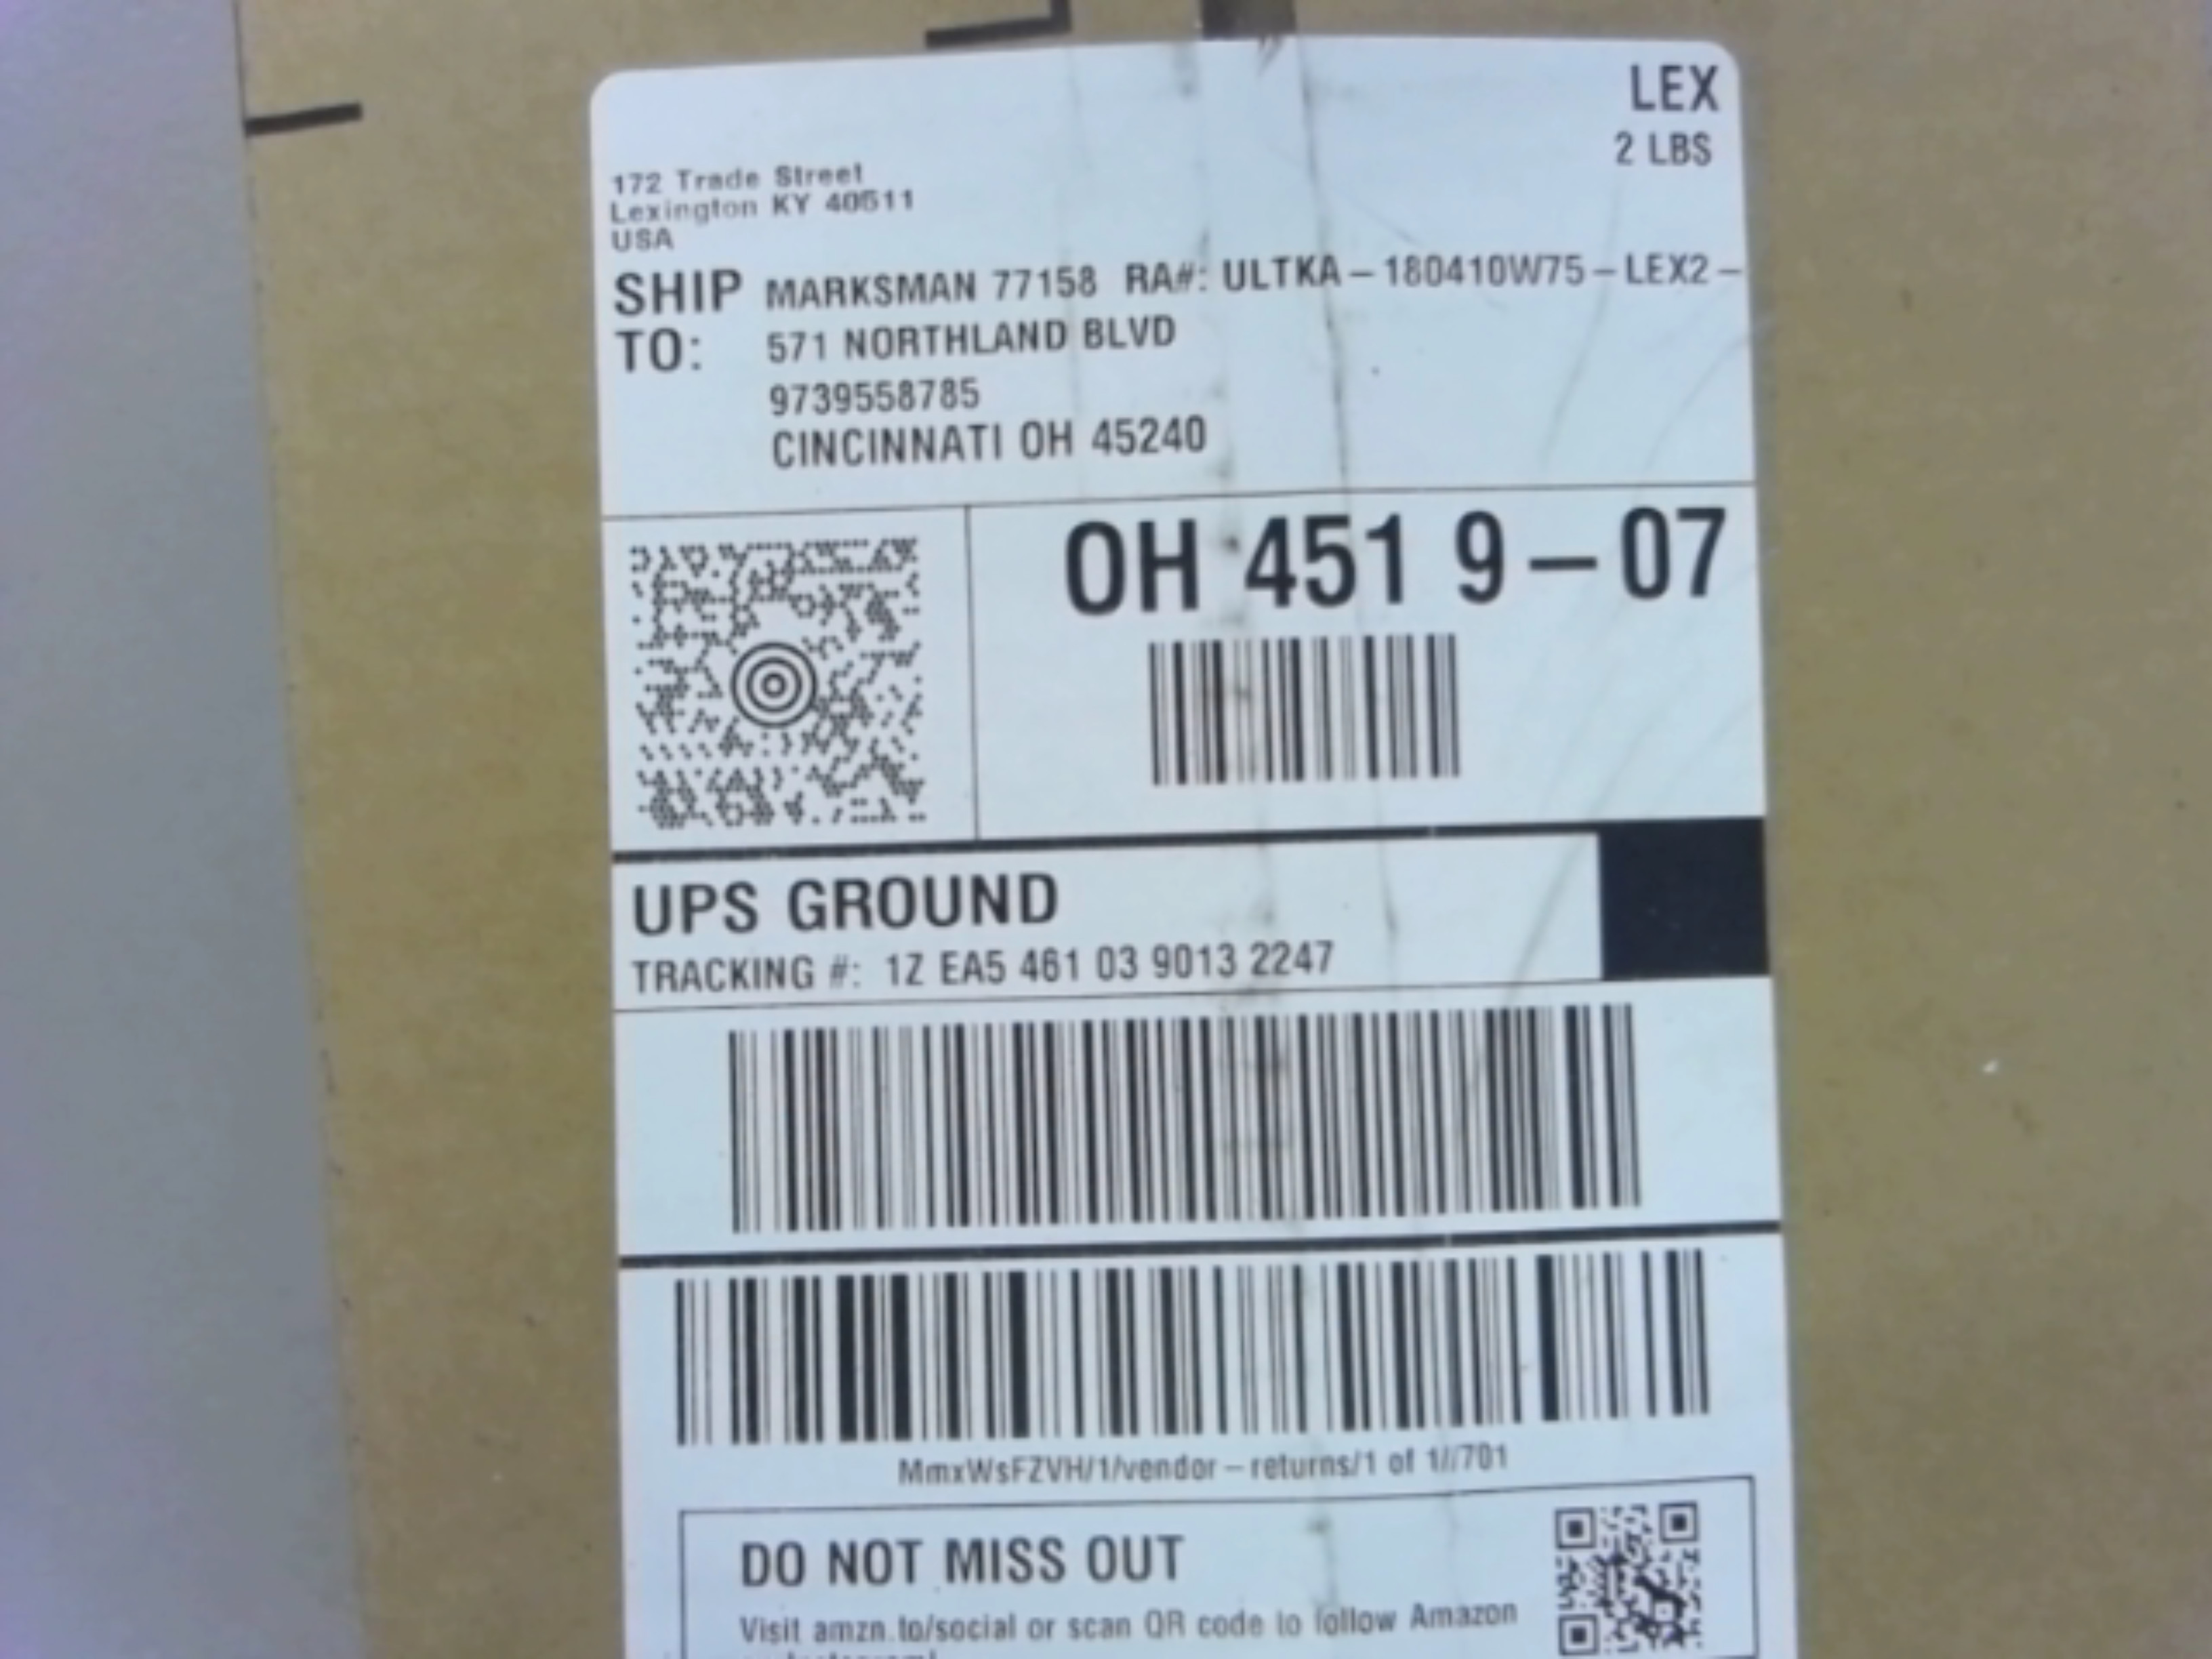 LEX
2 LBS
172 Trade Street
Lexington KY 40511
USA
SHIP TO: MARKSMAN 77158 RA#: ULTKA-180410W75-LEX2-
571 NORTHLAND BLVD
9739558785
CINCINNATI OH 45240
OH 451 9-07
UPS GROUND
TRACKING #: 1Z EA5 461 03 9013 2247
MmxWsFZVH/1/vendor-returns/1 of 1//701
DO NOT MISS OUT
Visit amzn.to/social or scan QR code to follow Amazon